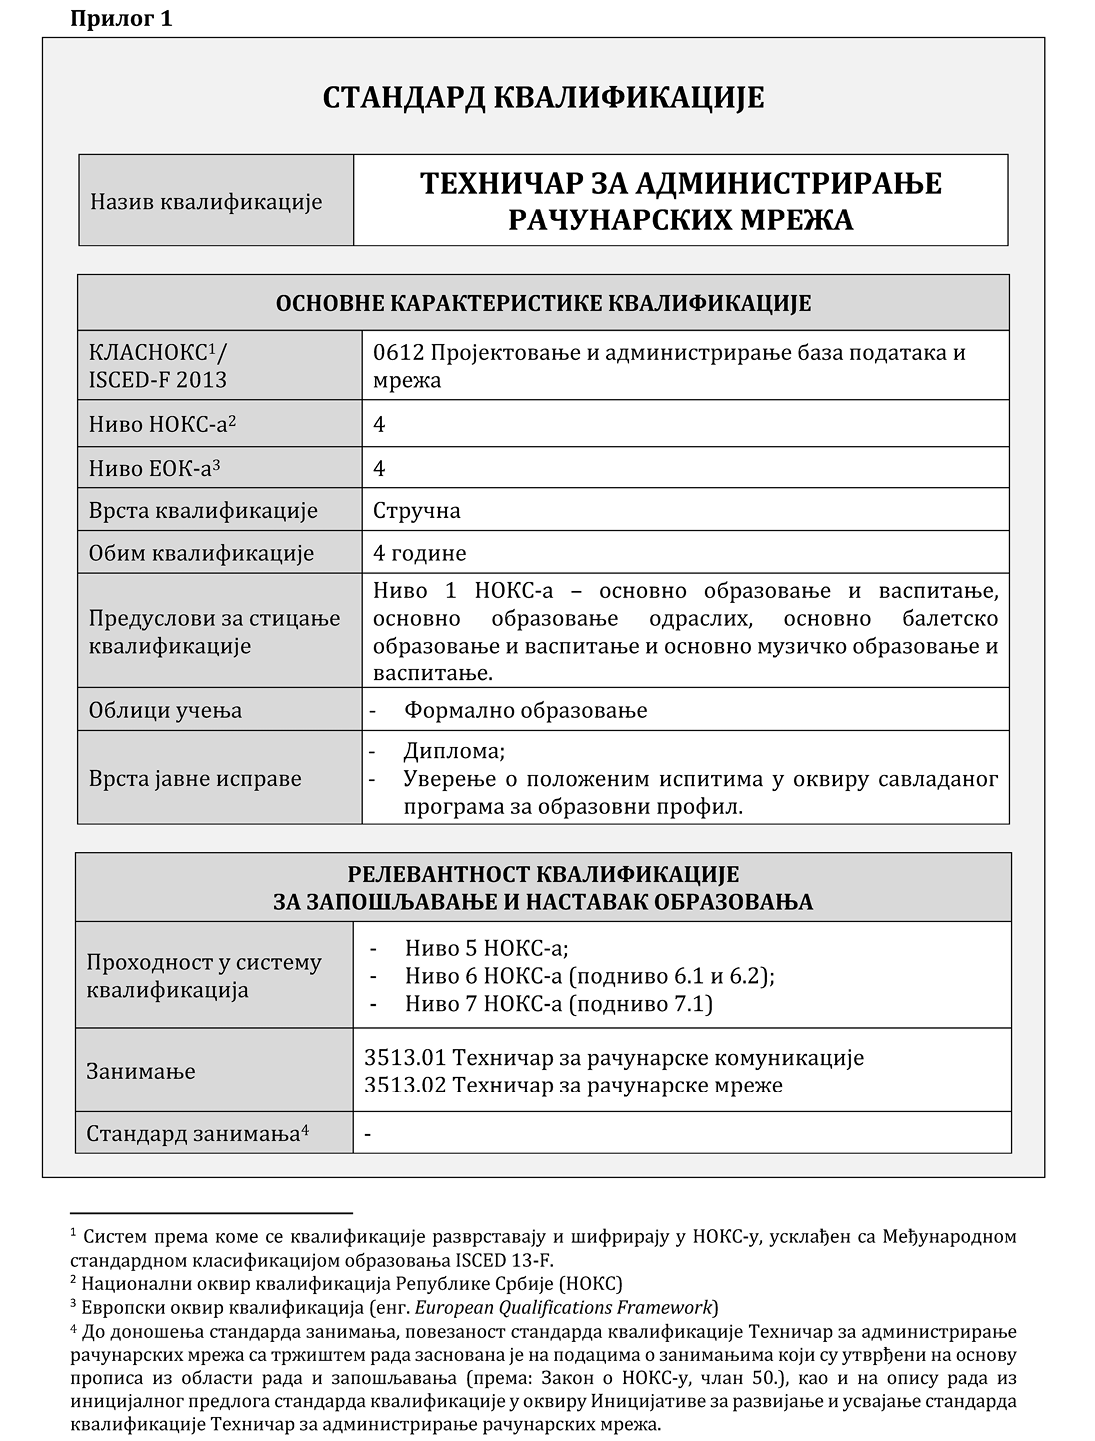 Прилог 1
СТАНДАРД КВАЛИФИКАЦИЈЕ
Назив квалификације
ТЕХНИЧАР ЗА АДМИНИСТРИРАЊЕ
РАЧУНАРСКИХ МРЕЖА
ОСНОВНЕ КАРАКТЕРИСТИКЕ КВАЛИФИКАЦИЈЕ
КЛАСНОКС¹/
ISCED-F 2013
0612 Пројектовање и администрирање база података и
мрежа
Ниво НОКС-а²
4
Ниво ЕОК-а³
4
Врста квалификације
Стручна
Обим квалификације
4 године
Предуслови за стицање
квалификације
Ниво 1 НОКС-а – основно образовање и васпитање,
основно образовање одраслих, основно балетско
образовање и васпитање и основно музичко образовање и
васпитање.
Облици учења
- Формално образовање
Врста јавне исправе
- Диплома;
- Уверење о положеним испитима у оквиру савладаног
програма за образовни профил.
РЕЛЕВАНТНОСТ КВАЛИФИКАЦИЈЕ
ЗА ЗАПОШЉАВАЊЕ И НАСТАВАК ОБРАЗОВАЊА
Проходност у систему
квалификација
- Ниво 5 НОКС-а;
- Ниво 6 НОКС-а (подниво 6.1 и 6.2);
- Ниво 7 НОКС-а (подниво 7.1)
Занимање
3513.01 Техничар за рачунарске комуникације
3513.02 Техничар за рачунарске мреже
Стандард занимања⁴
-
¹ Систем према коме се квалификације разврставају и шифрирају у НОКС-у, усклађен са Међународном
стандардном класификацијом образовања ISCED 13-F.
² Национални оквир квалификација Републике Србије (НОКС)
³ Европски оквир квалификација (енг. European Qualifications Framework)
⁴ До доношења стандарда занимања, повезаност стандарда квалификације Техничар за администрирање
рачунарских мрежа са тржиштем рада заснована је на подацима о занимањима који су утврђени на основу
прописа из области рада и запошљавања (према: Закон о НОКС-у, члан 50.), као и на опису рада из
иницијалног предлога стандарда квалификације у оквиру Иницијативе за развијање и усвајање стандарда
квалификације Техничар за администрирање рачунарских мрежа.